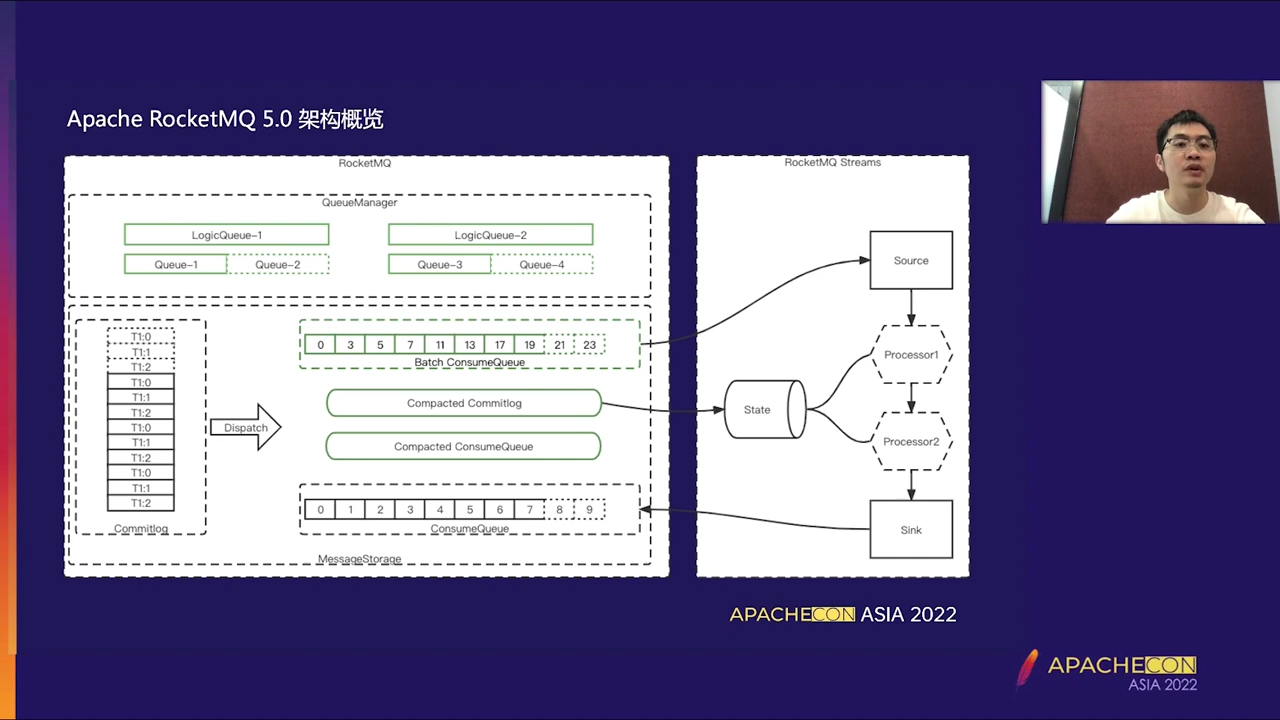 Apache RocketMQ 5.0 架构概览
RocketMQ
QueueManager
LogicQueue-1
LogicQueue-2
Queue-1
Queue-2
Queue-3
Queue-4
T1:0
T1:1
T1:2
T1:0
T1:1
T1:2
T1:0
T1:1
T1:2
T1:0
T1:1
T1:2
Commitlog
Dispatch
0 3 5 7 11 13 17 19 21 23
Batch ConsumeQueue
Compacted Commitlog
Compacted ConsumeQueue
0 1 2 3 4 5 6 7 8 9
ConsumeQueue
MessageStorage
RocketMQ Streams
Source
Processor1
State
Processor2
Sink
APACHECON ASIA 2022
APACHECON
ASIA 2022